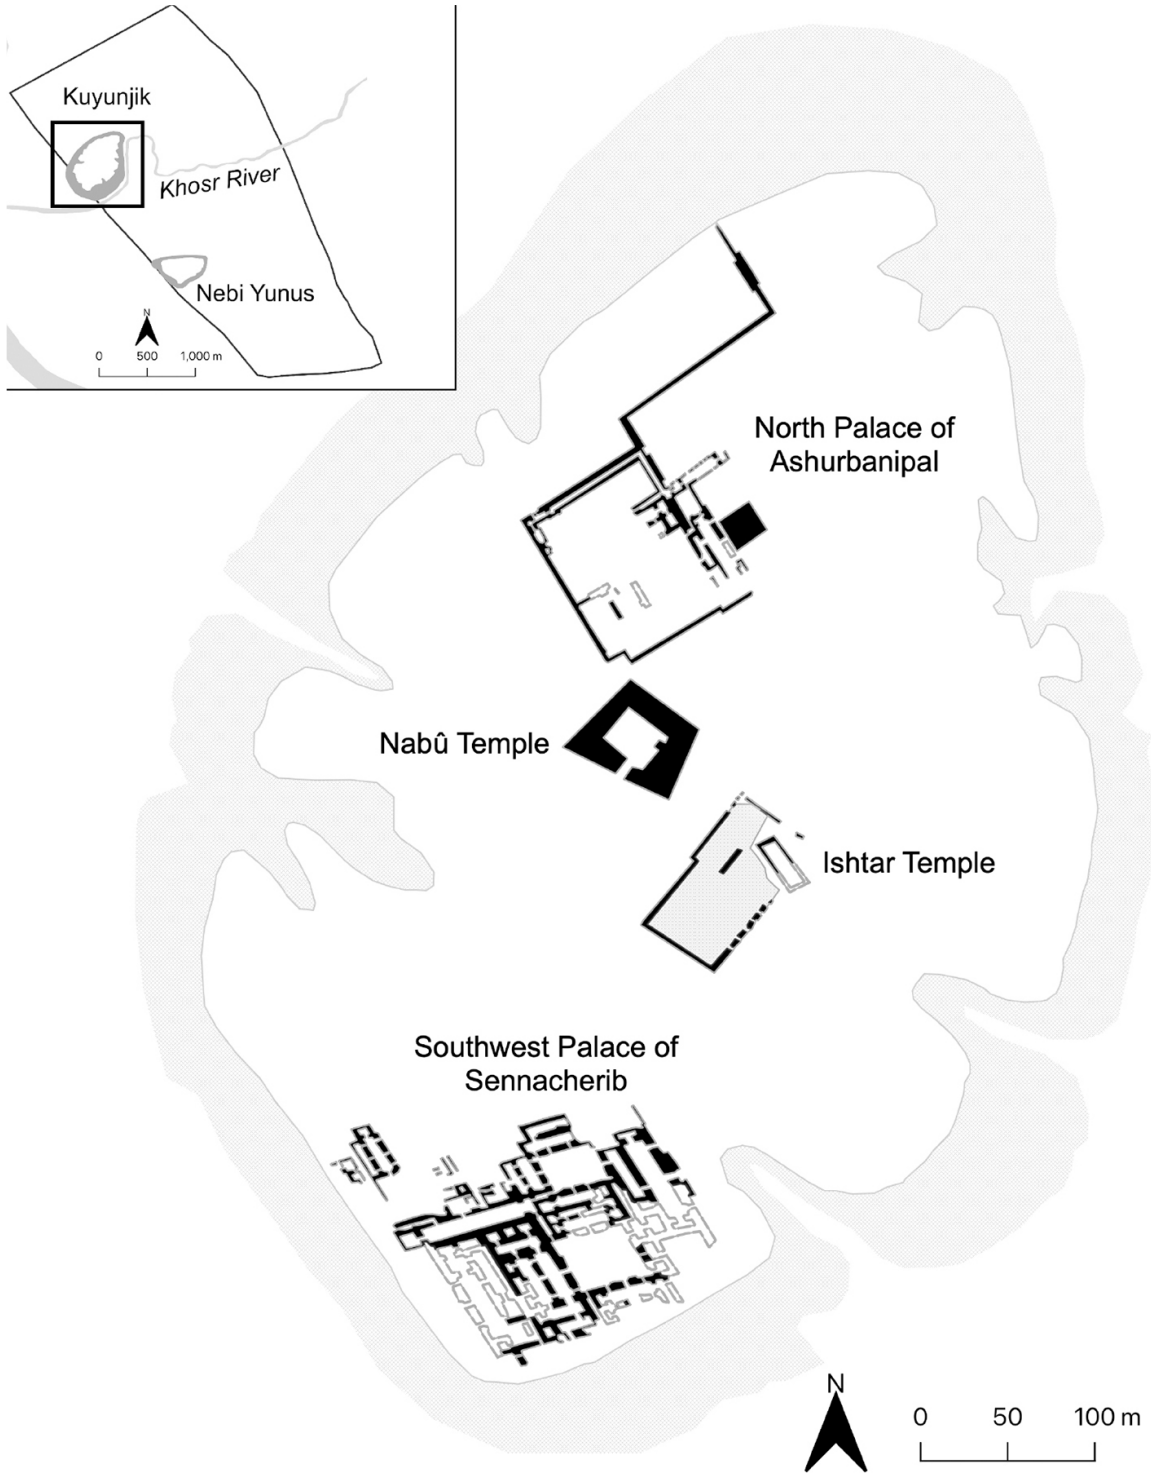 Kuyunjik
Khosr River
Nebi Yunus
N
0 500 1,000 m
North Palace of
Ashurbanipal
Nabû Temple
Ishtar Temple
Southwest Palace of
Sennacherib
N
0 50 100 m